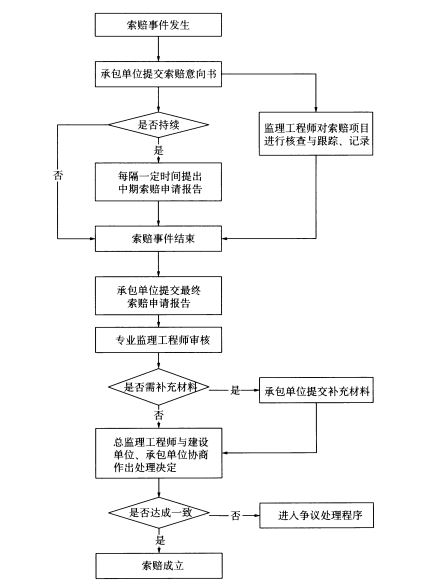 索赔事件发生
承包单位提交索赔意向书
是否持续
监理工程师对索赔项目
进行核查与跟踪、记录
是
否
每隔一定时间提出
中期索赔申请报告
索赔事件结束
承包单位提交最终
索赔申请报告
专业监理工程师审核
是否需补充材料
是
承包单位提交补充材料
否
总监理工程师与建设
单位、承包单位协商
作出处理决定
是否达成一致
否
进入争议处理程序
是
索赔成立